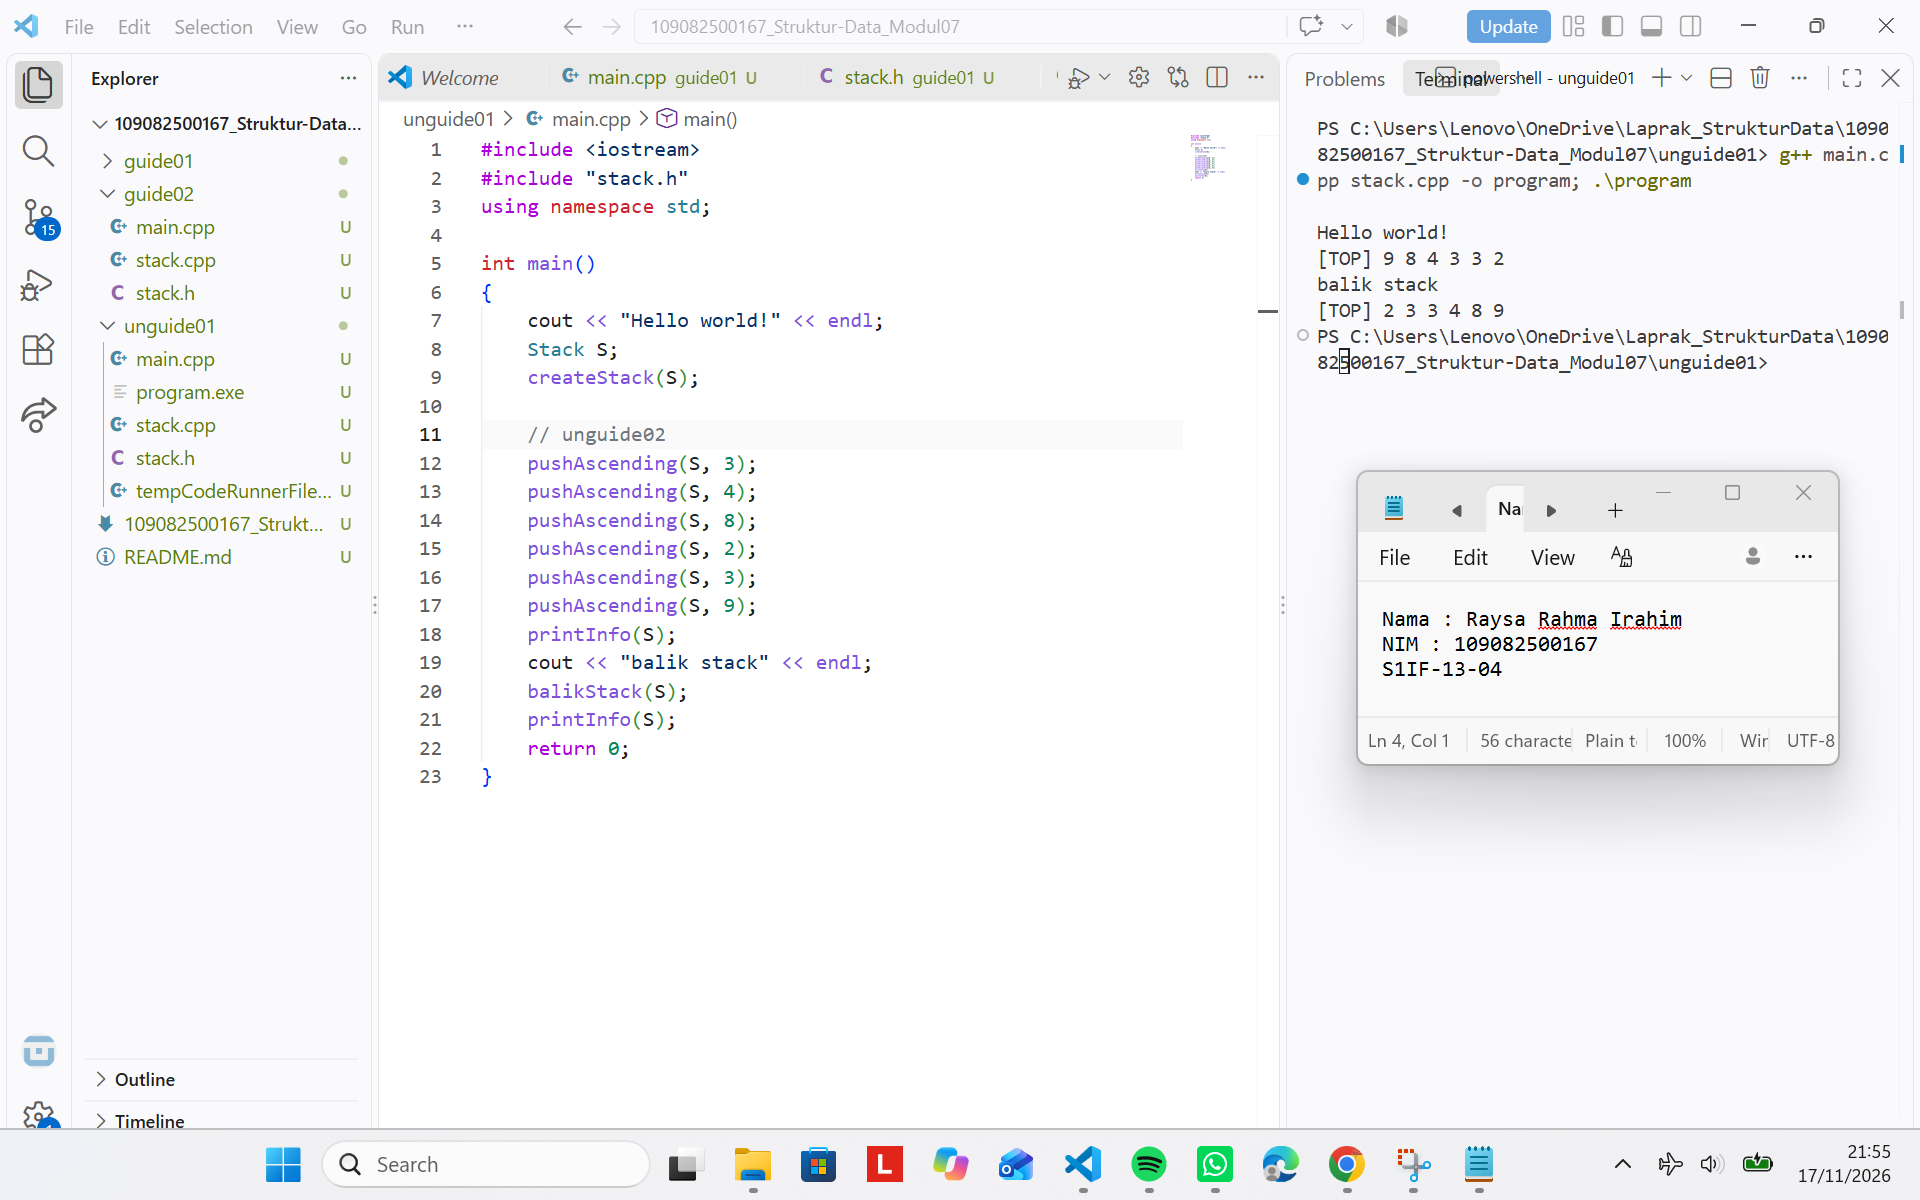 File Edit Selection View Go Run ··· 109082500167_Struktur-Data_Modul07 Update
Explorer
109082500167_Struktur-Data...
guide01
guide02
main.cpp U
stack.cpp U
stack.h U
unguide01
main.cpp U
program.exe U
stack.cpp U
stack.h U
tempCodeRunnerFile... U
109082500167_Strukt... U
README.md U
15
Outline
Timeline
Welcome main.cpp guide01 U stack.h guide01 U
unguide01 > main.cpp > main()
1 #include <iostream>
2 #include "stack.h"
3 using namespace std;
4
5 int main()
6 {
7 cout << "Hello world!" << endl;
8 Stack S;
9 createStack(S);
10
11 // unguide02
12 pushAscending(S, 3);
13 pushAscending(S, 4);
14 pushAscending(S, 8);
15 pushAscending(S, 2);
16 pushAscending(S, 3);
17 pushAscending(S, 9);
18 printInfo(S);
19 cout << "balik stack" << endl;
20 balikStack(S);
21 printInfo(S);
22 return 0;
23 }
Problems Terminal powershell - unguide01
PS C:\Users\Lenovo\OneDrive\Laprak_StrukturData\1090
82500167_Struktur-Data_Modul07\unguide01> g++ main.c
pp stack.cpp -o program; .\program
Hello world!
[TOP] 9 8 4 3 3 2
balik stack
[TOP] 2 3 3 4 8 9
PS C:\Users\Lenovo\OneDrive\Laprak_StrukturData\1090
82500167_Struktur-Data_Modul07\unguide01>
Na
File Edit View
Nama : Raysa Rahma Irahim
NIM : 109082500167
S1IF-13-04
Ln 4, Col 1 56 characte Plain t 100% Wir UTF-8
Search
L
21:55
17/11/2026